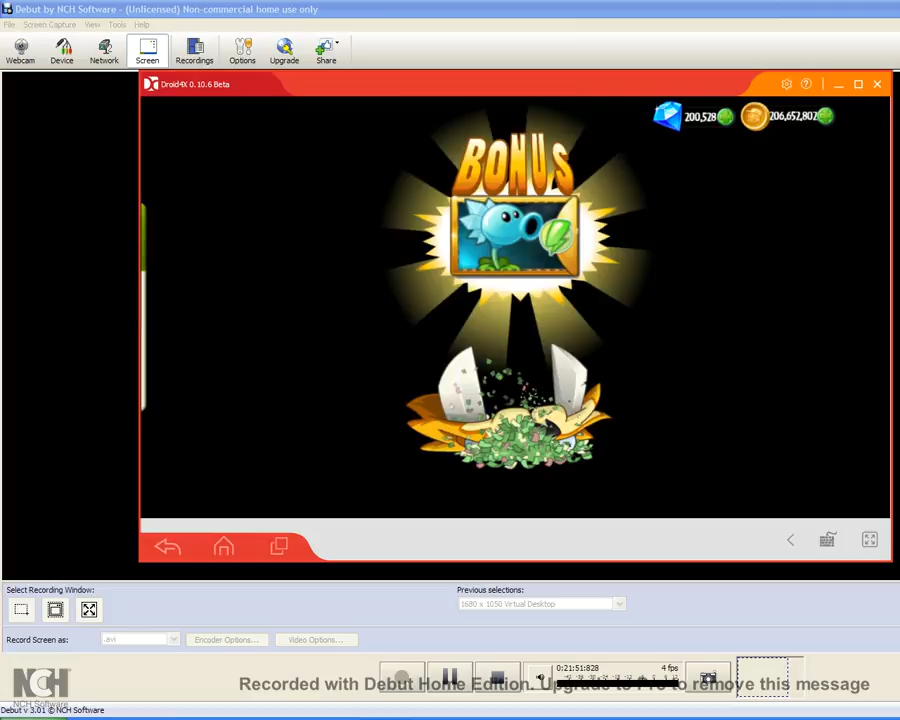 Debut by NCH Software - (Unlicensed) Non-commercial home use only
File Screen Capture View Tools Help
Webcam Device Network Screen Recordings Options Upgrade Share
Droid4X 0.10.6 Beta
200,528 206,652,802
BONUS
Select Recording Window:
Previous selections:
1680 x 1050 Virtual Desktop
Record Screen as: .avi Encoder Options... Video Options...
0:21:51:828 4 fps
NCH
NCH Software
Recorded with Debut Home Edition. Upgrade to Pro to remove this message
Debut v 3.01 © NCH Software